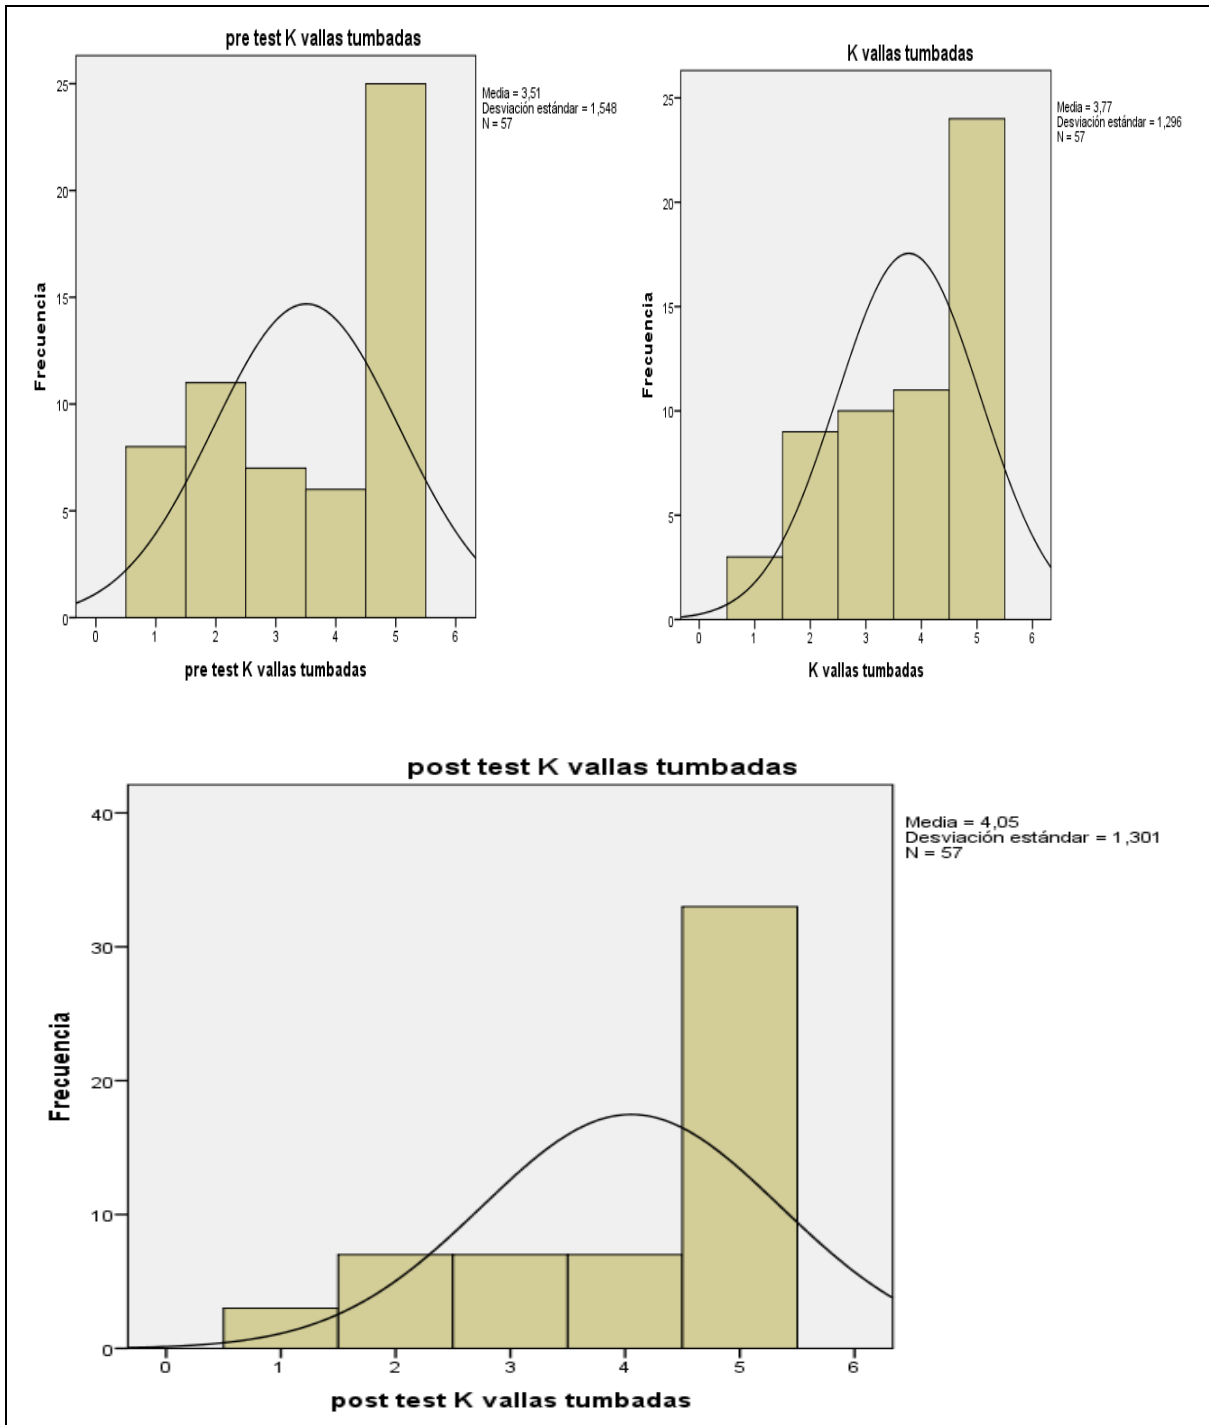 pre test K vallas tumbadas
Media = 3,51
Desviación estándar = 1,548
N = 57
Frecuencia
25
20
15
10
5
0
0 1 2 3 4 5 6
pre test K vallas tumbadas
K vallas tumbadas
Media = 3,77
Desviación estándar = 1,296
N = 57
Frecuencia
25
20
15
10
5
0
0 1 2 3 4 5 6
K vallas tumbadas
post test K vallas tumbadas
Media = 4,05
Desviación estándar = 1,301
N = 57
Frecuencia
40
30
20
10
0
0 1 2 3 4 5 6
post test K vallas tumbadas